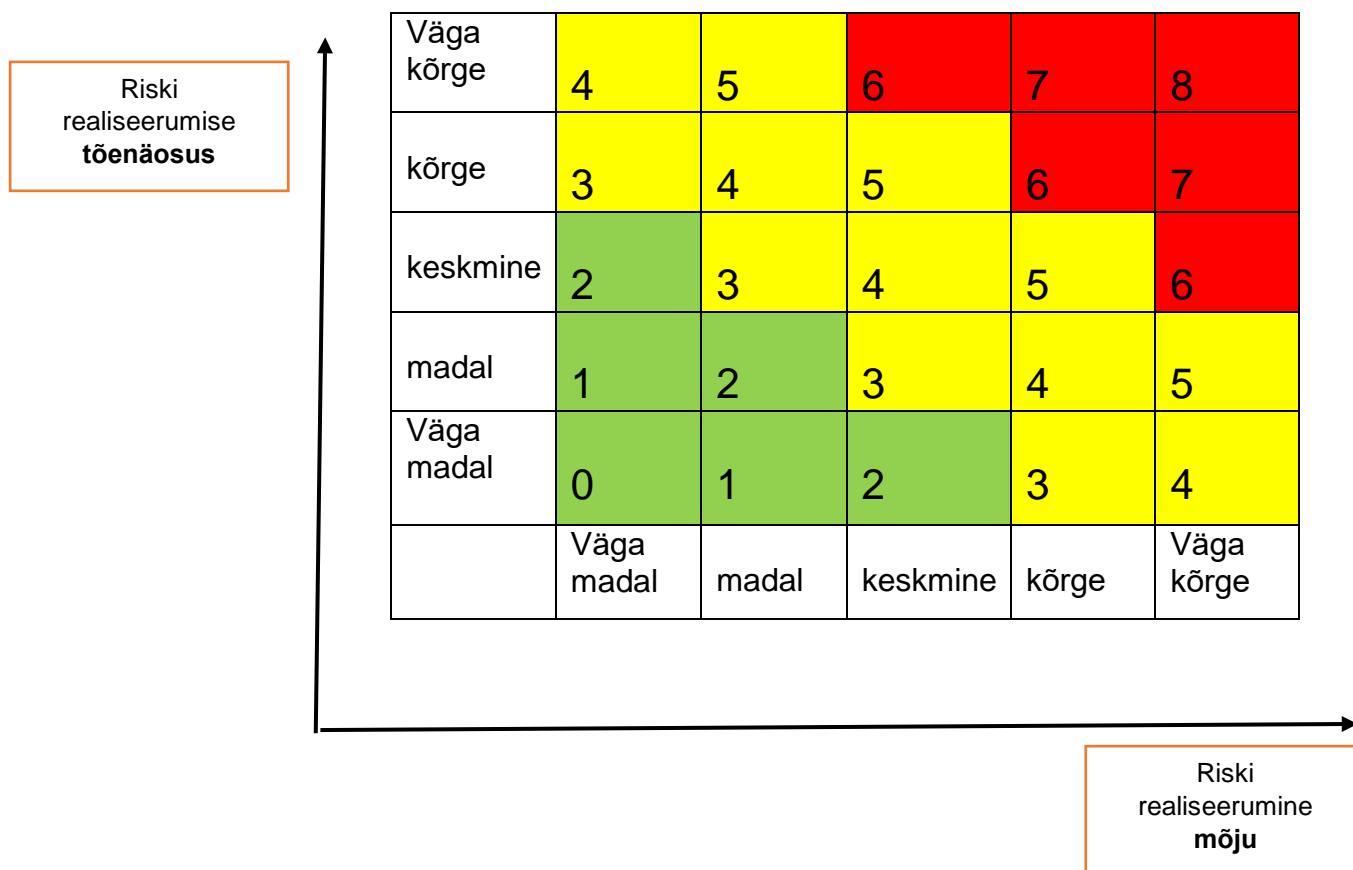 Riski
realiseerumise
tõenäosus
Väga
kõrge
4 5 6 7 8
kõrge 3 4 5 6 7
keskmine 2 3 4 5 6
madal 1 2 3 4 5
Väga
madal
0 1 2 3 4
Väga
madal
madal keskmine kõrge
Väga
kõrge
Riski
realiseerumine
mõju